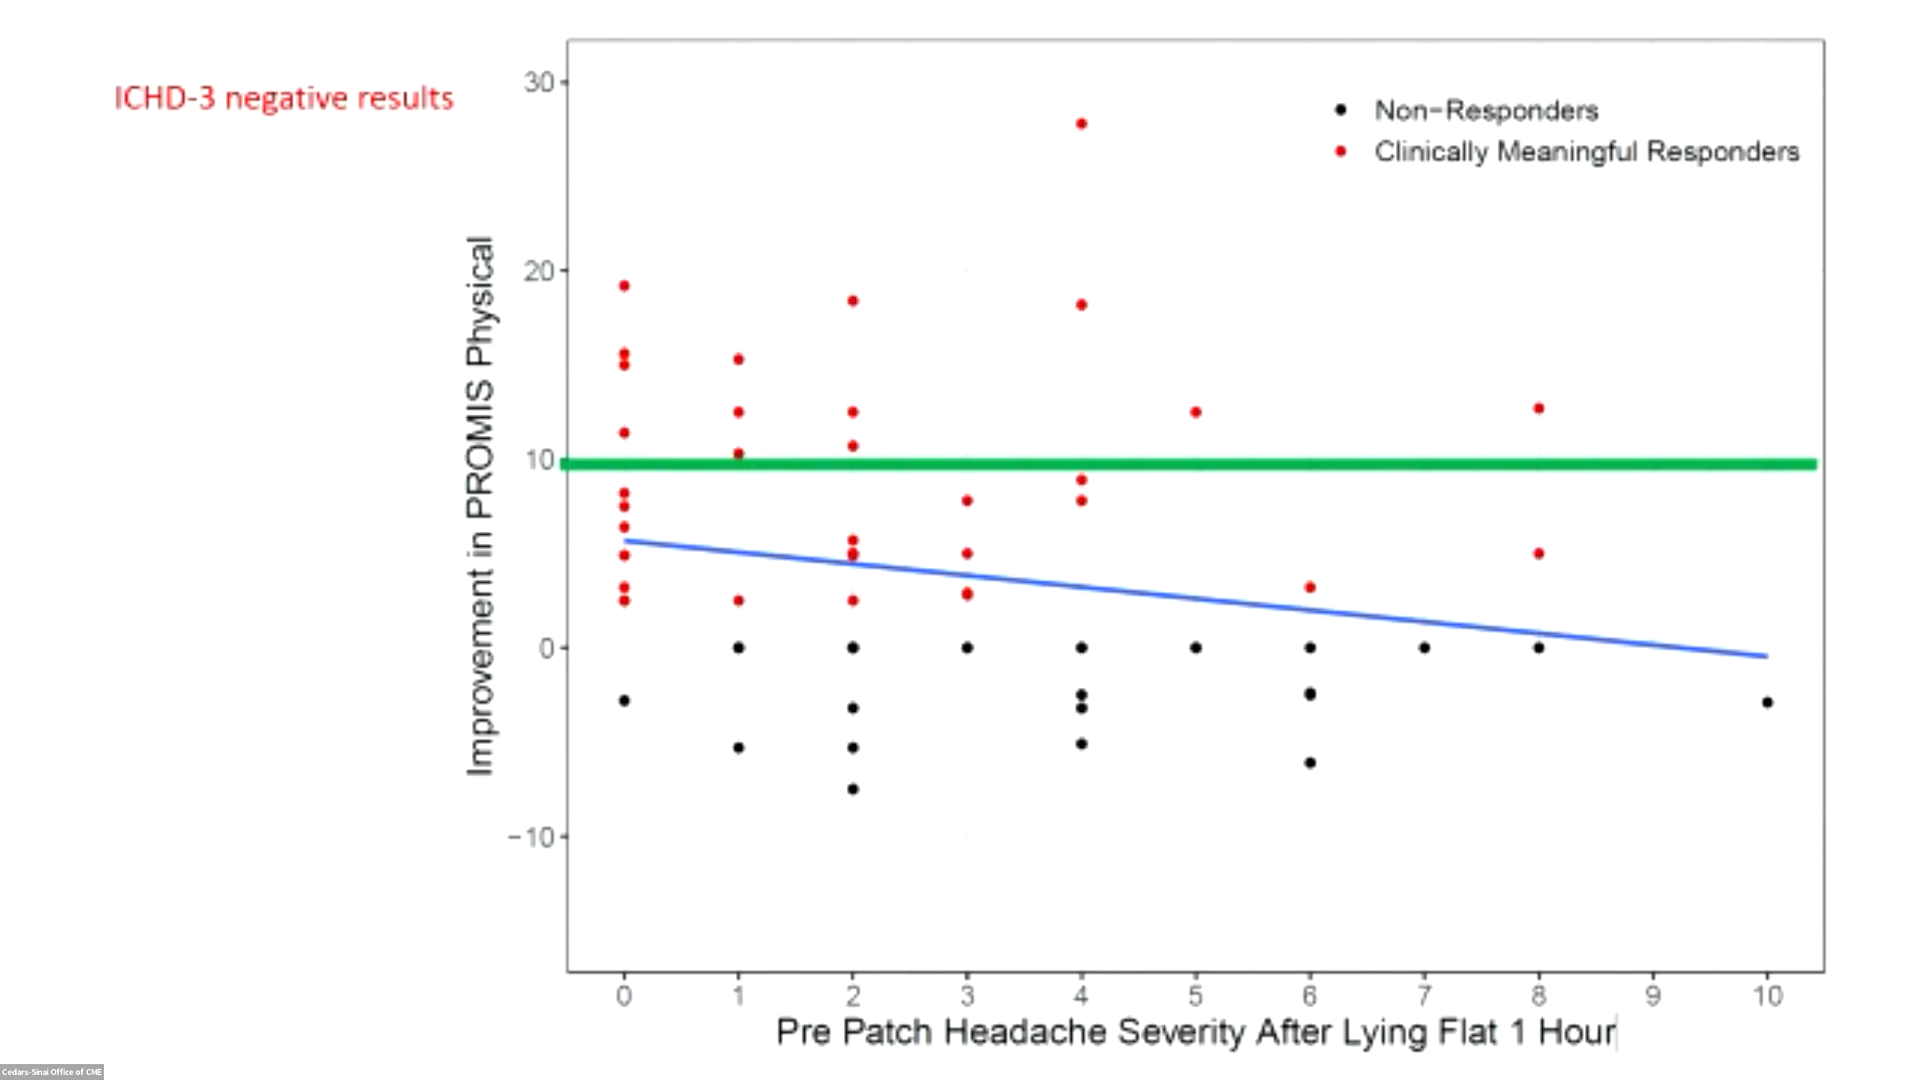 ICHD-3 negative results
Non-Responders
Clinically Meaningful Responders
Improvement in PROMIS Physical
30
20
10
0
-10
0 1 2 3 4 5 6 7 8 9 10
Pre Patch Headache Severity After Lying Flat 1 Hour
Cedars-Sinai Office of CME